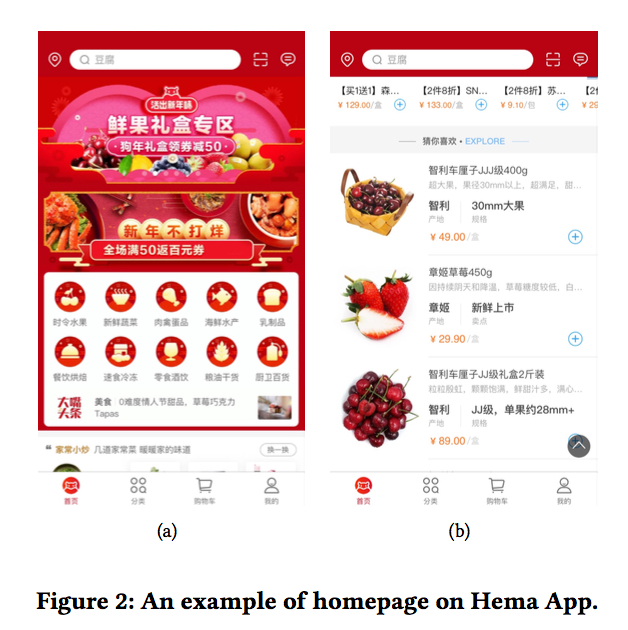 豆腐
活出新年味
鲜果礼盒专区
·狗年礼盒领券减50·
新年不打烊
全场满50返百元券
时令水果 新鲜蔬菜 肉禽蛋品 海鲜水产 乳制品
餐饮烘焙 速食冷冻 零食酒饮 粮油干货 厨卫百货
大嘴头条
美食 0难度情人节甜品,草莓巧克力
Tapas
❝ 家常小炒 几道家常菜 暖暖家的味道 换一换
首页 分类 购物车 我的
(a)
豆腐
【买1送1】森... 【2件8折】SN... 【2件8折】苏... 【2件
¥ 129.00/盒 ¥ 133.00/盒 ¥ 9.10/包 ¥ 29
猜你喜欢 • EXPLORE
智利车厘子JJJ级400g
超大果,果径30mm以上,超满足,甜...
智利 30mm大果
产地 规格
¥ 49.00/盒
章姬草莓450g
因持续阴天和降温,草莓糖度较低,白...
章姬 新鲜上市
产地 卖点
¥ 29.90/盒
智利车厘子JJ级礼盒2斤装
粒粒殷虹,颗颗饱满,鲜甜汁多,满心...
智利 JJ级,单果约28mm+
产地 规格
¥ 89.00/盒
首页 分类 购物车 我的
(b)
Figure 2: An example of homepage on Hema App.